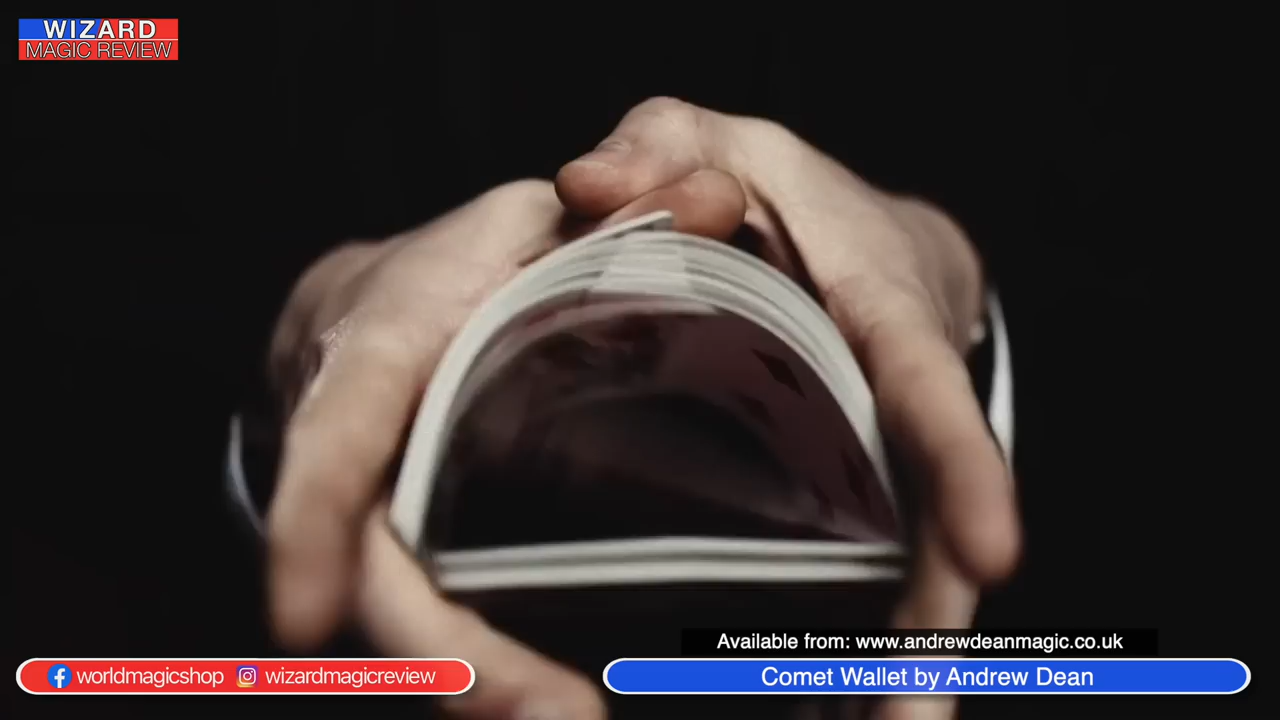 WIZARD
MAGIC REVIEW
Available from: www.andrewdeanmagic.co.uk
worldmagicshop wizardmagicreview
Comet Wallet by Andrew Dean